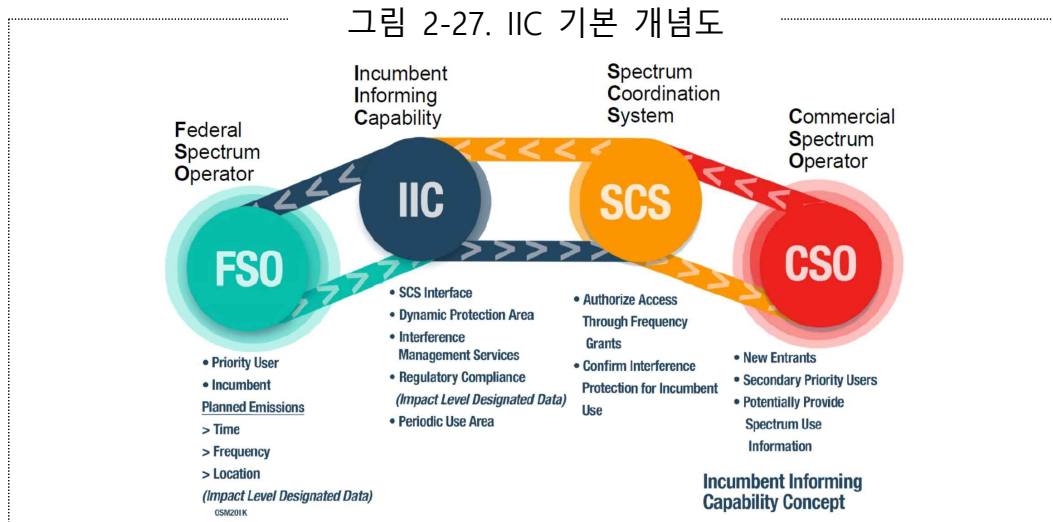 그림 2-27. IIC 기본 개념도
Federal
Spectrum
Operator
Incumbent
Informing
Capability
Spectrum
Coordination
System
Commercial
Spectrum
Operator
FSO
IIC
SCS
CSO
• Priority User
• Incumbent
Planned Emissions
> Time
> Frequency
> Location
(Impact Level Designated Data)
OSM201K
• SCS Interface
• Dynamic Protection Area
• Interference
Management Services
• Regulatory Compliance
(Impact Level Designated Data)
• Periodic Use Area
• Authorize Access
Through Frequency
Grants
• Confirm Interference
Protection for Incumbent
Use
• New Entrants
• Secondary Priority Users
• Potentially Provide
Spectrum Use
Information
Incumbent Informing
Capability Concept